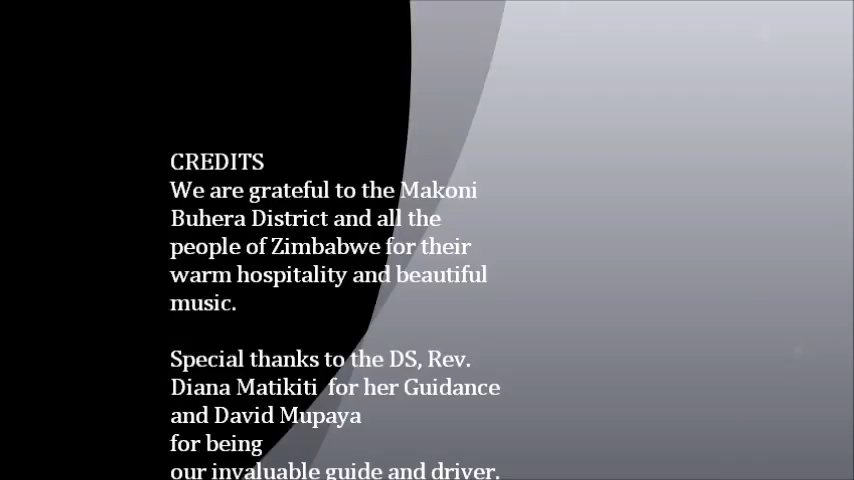 CREDITS
We are grateful to the Makoni
Buhera District and all the
people of Zimbabwe for their
warm hospitality and beautiful
music.
Special thanks to the DS, Rev.
Diana Matikiti for her Guidance
and David Mupaya
for being
our invaluable guide and driver.